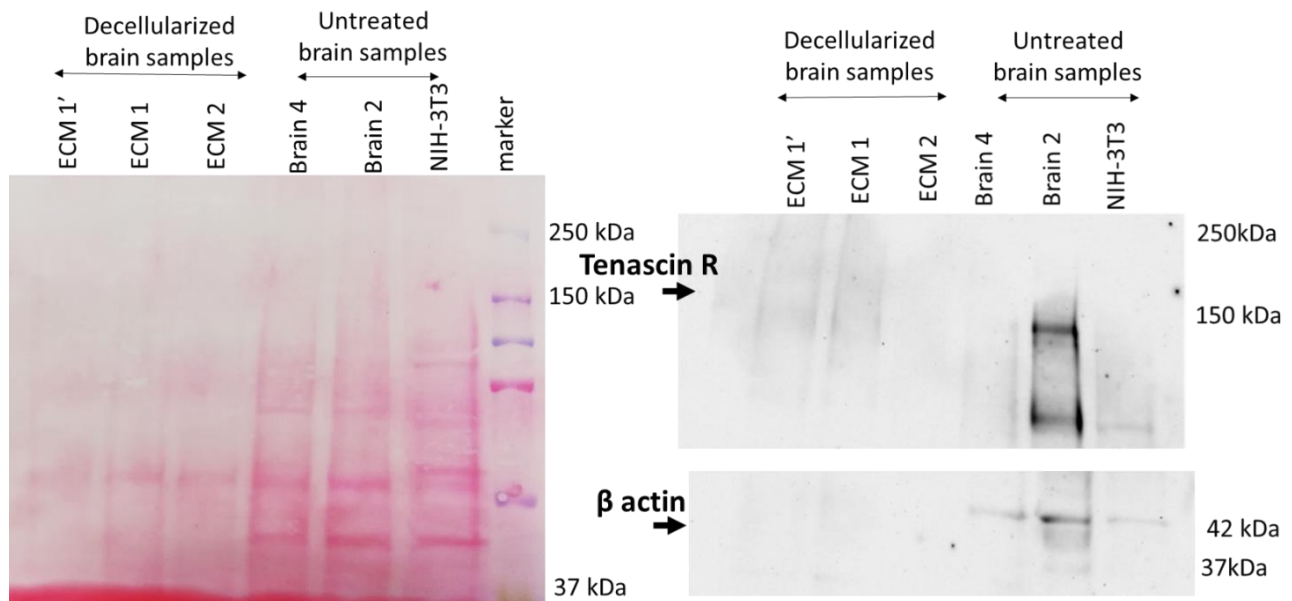 Decellularized
brain samples
Untreated
brain samples
ECM 1’
ECM 1
ECM 2
Brain 4
Brain 2
NIH-3T3
marker
250 kDa
150 kDa
37 kDa
Decellularized
brain samples
Untreated
brain samples
ECM 1’
ECM 1
ECM 2
Brain 4
Brain 2
NIH-3T3
Tenascin R
250kDa
150 kDa
β actin
42 kDa
37kDa